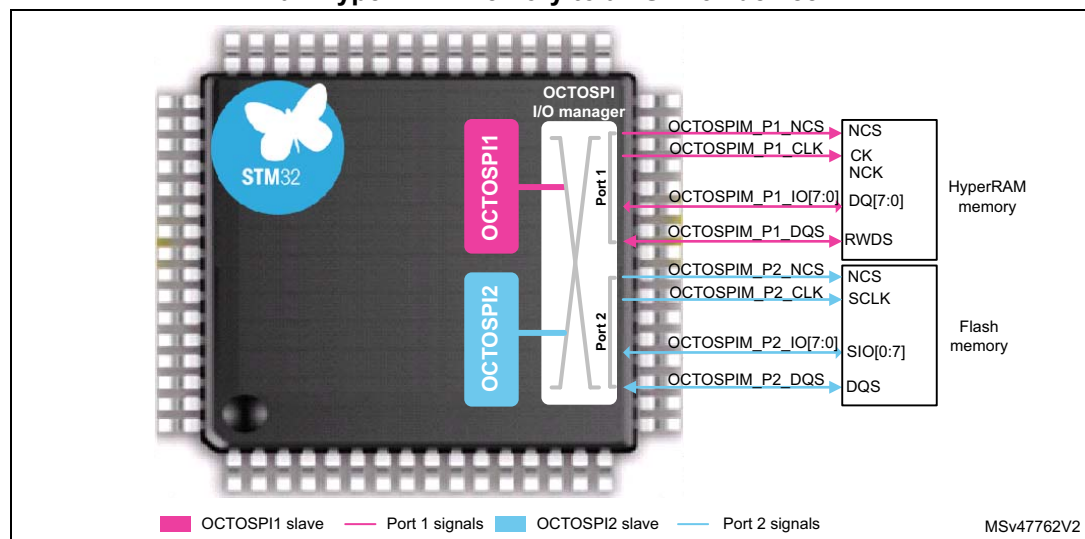 OCTOSPI
I/O manager
STM32
OCTOSPI1
OCTOSPI2
Port 1
Port 2
OCTOSPIM_P1_NCS
OCTOSPIM_P1_CLK
OCTOSPIM_P1_IO[7:0]
OCTOSPIM_P1_DQS
NCS
CK
NCK
DQ[7:0]
RWDS
HyperRAM
memory
OCTOSPIM_P2_NCS
OCTOSPIM_P2_CLK
OCTOSPIM_P2_IO[7:0]
OCTOSPIM_P2_DQS
NCS
SCLK
SIO[0:7]
DQS
Flash
memory
OCTOSPI1 slave Port 1 signals OCTOSPI2 slave Port 2 signals
MSv47762V2